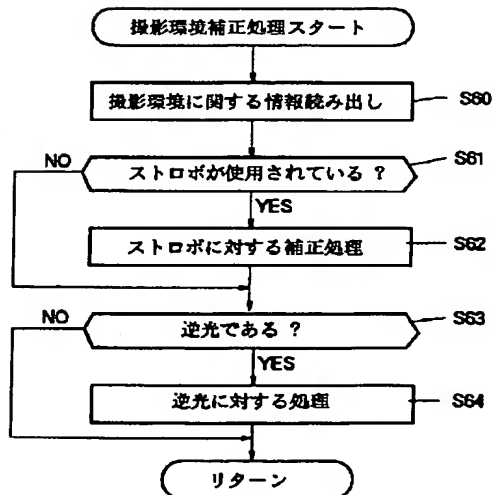 撮影環境補正処理スタート
撮影環境に関する情報読み出し
S60
ストロボが使用されている ?
S61
NO
YES
ストロボに対する補正処理
S62
逆光である ?
S63
NO
YES
逆光に対する処理
S64
リターン